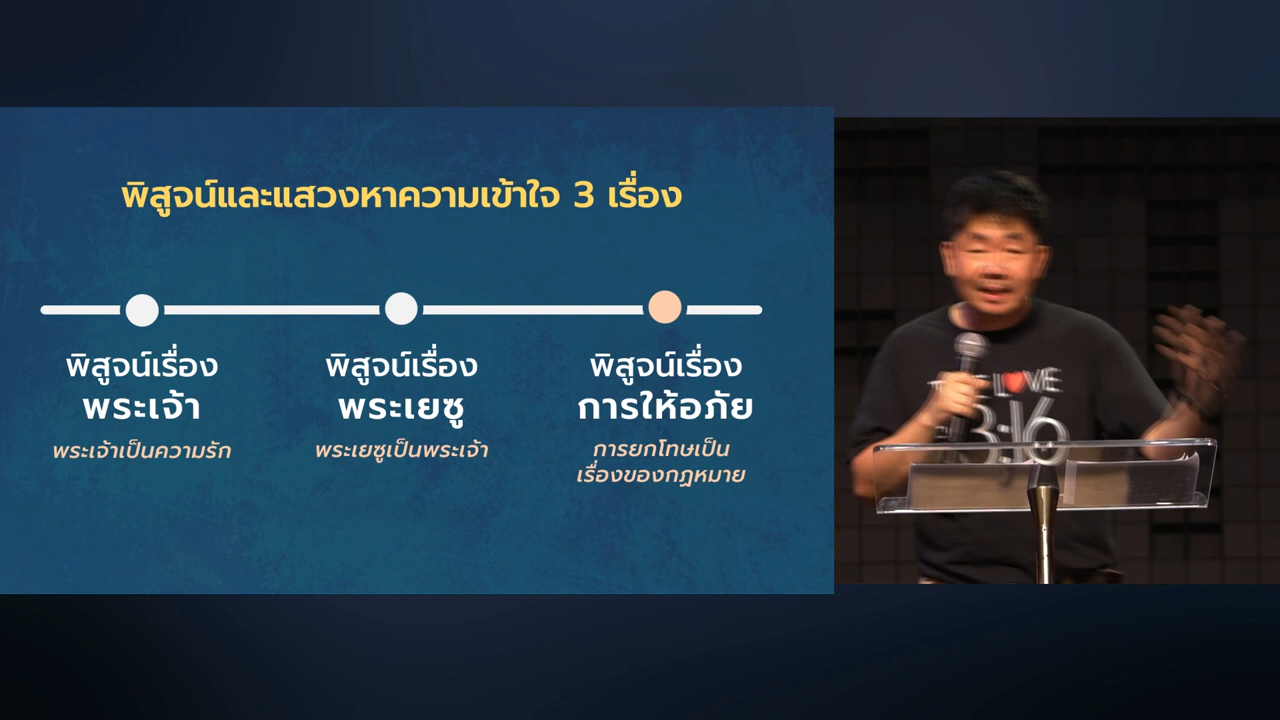 พิสูจน์และแสวงหาความเข้าใจ 3 เรื่อง
พิสูจน์เรื่อง
พระเจ้า
พระเจ้าเป็นความรัก
พิสูจน์เรื่อง
พระเยซู
พระเยซูเป็นพระเจ้า
พิสูจน์เรื่อง
การให้อภัย
การยกโทษเป็น
เรื่องของกฎหมาย
LOVE
3:16